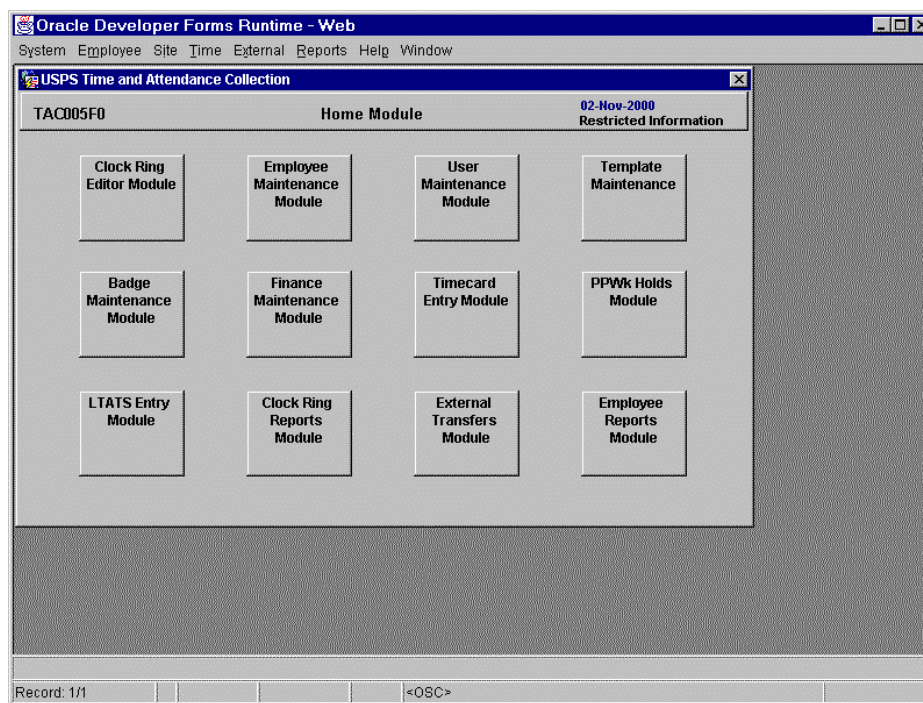 Oracle Developer Forms Runtime - Web
System Employee Site Time External Reports Help Window
USPS Time and Attendance Collection
TAC005F0
Home Module
02-Nov-2000
Restricted Information
Clock Ring
Editor Module
Employee
Maintenance
Module
User
Maintenance
Module
Template
Maintenance
Badge
Maintenance
Module
Finance
Maintenance
Module
Timecard
Entry Module
PPWk Holds
Module
LTATS Entry
Module
Clock Ring
Reports
Module
External
Transfers
Module
Employee
Reports
Module
Record: 1/1 <OSC>